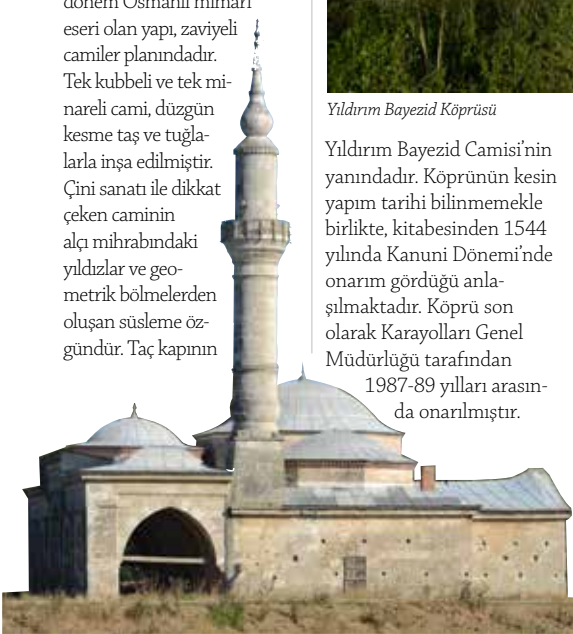 dönem Osmanlı mimari
eseri olan yapı, zaviyeli
camiler planındadır.
Tek kubbeli ve tek mi-
nareli cami, düzgün
kesme taş ve tuğla-
larla inşa edilmiştir.
Çini sanatı ile dikkat
çeken caminin
alçı mihrabındaki
yıldızlar ve geo-
metrik bölmelerden
oluşan süsleme öz-
gündür. Taç kapının
Yıldırım Bayezid Köprüsü
Yıldırım Bayezid Camisi’nin
yanındadır. Köprünün kesin
yapım tarihi bilinmemekle
birlikte, kitabesinden 1544
yılında Kanuni Dönemi’nde
onarım gördüğü anla-
şılmaktadır. Köprü son
olarak Karayolları Genel
Müdürlüğü tarafından
1987-89 yılları arasın-
da onarılmıştır.